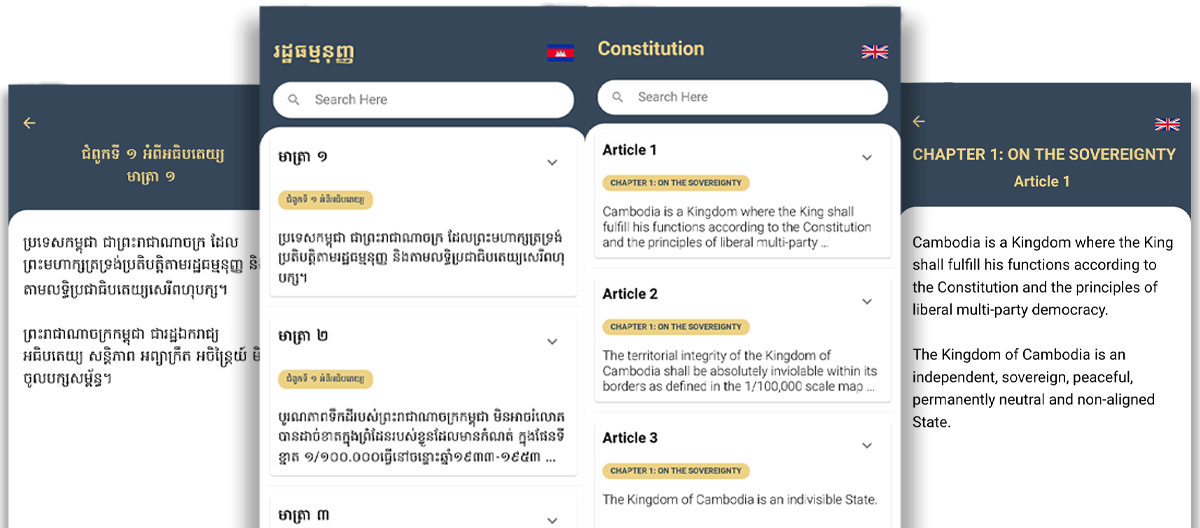 ជំពូកទី ១ អំពីអធិបតេយ្យ
មាត្រា ១
ប្រទេសកម្ពុជា ជាព្រះរាជាណាចក្រ ដែល
ព្រះមហាក្សត្រទ្រង់ប្រតិបត្តិតាមរដ្ឋធម្មនុញ្ញ
តាមលទ្ធិប្រជាធិបតេយ្យសេរីពហុបក្ស។
ព្រះរាជាណាចក្រកម្ពុជា ជារដ្ឋឯករាជ្យ
អធិបតេយ្យ សន្តិភាព អព្យាក្រឹត អចិន្ត្រៃយ៍
ចូលបក្សសម្ព័ន្ធ។
រដ្ឋធម្មនុញ្ញ
Search Here
មាត្រា ១
ជំពូកទី ១ អំពីអធិបតេយ្យ
ប្រទេសកម្ពុជា ជាព្រះរាជាណាចក្រ ដែលព្រះមហាក្សត្រទ្រង់
ប្រតិបត្តិតាមរដ្ឋធម្មនុញ្ញ និងតាមលទ្ធិប្រជាធិបតេយ្យសេរីពហុ
បក្ស។
មាត្រា ២
ជំពូកទី ១ អំពីអធិបតេយ្យ
បូរណភាពទឹកដីរបស់ព្រះរាជាណាចក្រកម្ពុជា មិនអាចរំលោភ
បានដាច់ខាតក្នុងព្រំដែនរបស់ខ្លួនដែលមានកំណត់ ក្នុងផែនទី
ខ្នាត ១/១០០.០០០ធ្វើនៅចន្លោះឆ្នាំ១៩៣៣-១៩៥៣ ...
មាត្រា ៣
Constitution
Search Here
Article 1
CHAPTER 1: ON THE SOVEREIGNTY
Cambodia is a Kingdom where the King shall
fulfill his functions according to the Constitution
and the principles of liberal multi-party ...
Article 2
CHAPTER 1: ON THE SOVEREIGNTY
The territorial integrity of the Kingdom of
Cambodia shall be absolutely inviolable within its
borders as defined in the 1/100,000 scale map ...
Article 3
CHAPTER 1: ON THE SOVEREIGNTY
The Kingdom of Cambodia is an indivisible State.
CHAPTER 1: ON THE SOVEREIGNTY
Article 1
Cambodia is a Kingdom where the King
shall fulfill his functions according to
the Constitution and the principles of
liberal multi-party democracy.
The Kingdom of Cambodia is an
independent, sovereign, peaceful,
permanently neutral and non-aligned
State.